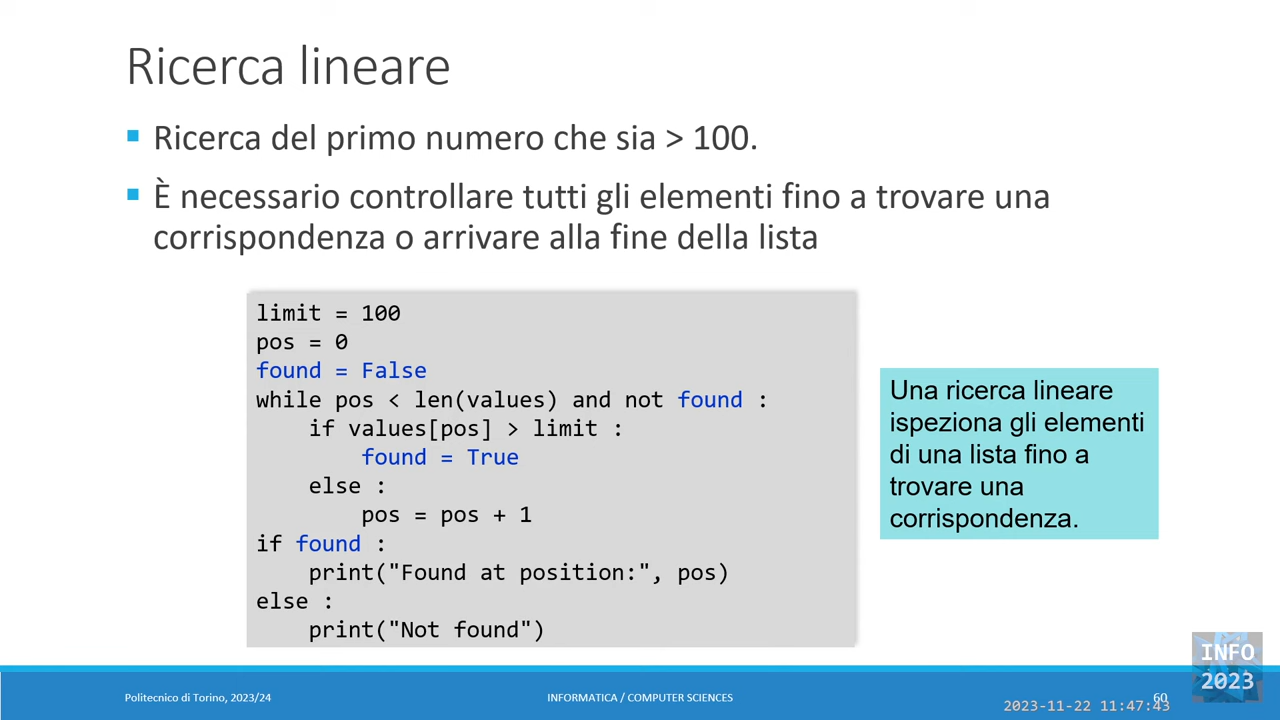 Ricerca lineare
Ricerca del primo numero che sia > 100.
È necessario controllare tutti gli elementi fino a trovare una
corrispondenza o arrivare alla fine della lista
limit = 100
pos = 0
found = False
while pos < len(values) and not found :
    if values[pos] > limit :
        found = True
    else :
        pos = pos + 1
if found :
    print("Found at position:", pos)
else :
    print("Not found")
Una ricerca lineare
ispeziona gli elementi
di una lista fino a
trovare una
corrispondenza.
Politecnico di Torino, 2023/24
INFORMATICA / COMPUTER SCIENCES
60
INFO
2023
2023-11-22 11:47:43